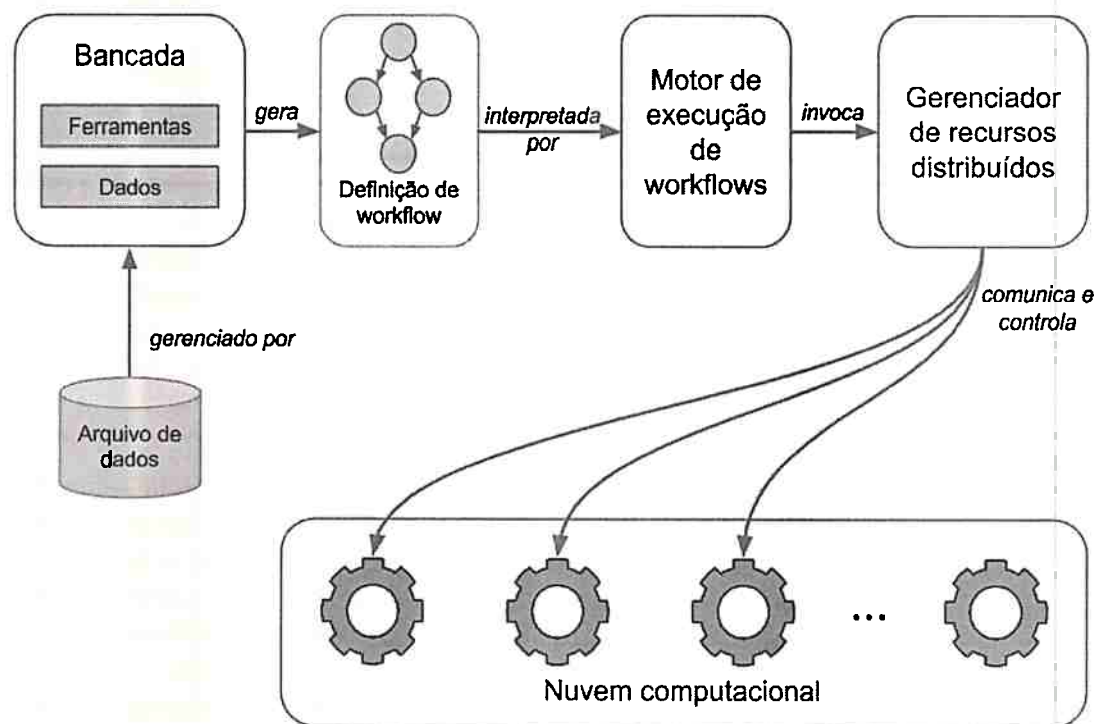 Bancada
Ferramentas
Dados
gera
Definição de
workflow
interpretada
por
Motor de
execução
de
workflows
invoca
Gerenciador
de recursos
distribuídos
comunica e
controla
gerenciado por
Arquivo de
dados
...
Nuvem computacional